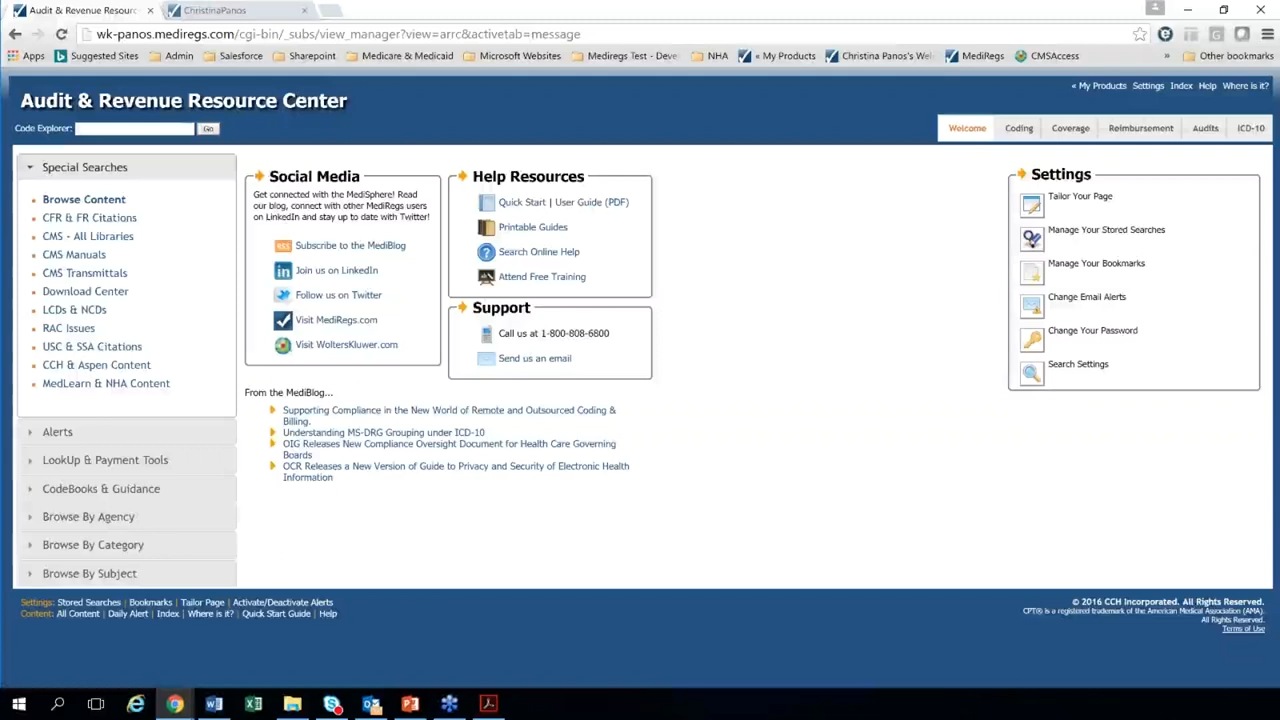 Audit & Revenue Resourc
ChristinaPanos
wk-panos.mediregs.com/cgi-bin/_subs/view_manager?view=arrc&activetab=message
Apps
Suggested Sites
Admin
Salesforce
Sharepoint
Medicare & Medicaid
Microsoft Websites
Mediregs Test - Deve
NHA
« My Products
Christina Panos's Wel
MediRegs
CMSAccess
»
Other bookmarks
« My Products Settings Index Help Where is it?
Audit & Revenue Resource Center
Code Explorer: Go
Welcome Coding Coverage Reimbursement Audits ICD-10
Special Searches
Browse Content
CFR & FR Citations
CMS - All Libraries
CMS Manuals
CMS Transmittals
Download Center
LCDs & NCDs
RAC Issues
USC & SSA Citations
CCH & Aspen Content
MedLearn & NHA Content
Alerts
LookUp & Payment Tools
CodeBooks & Guidance
Browse By Agency
Browse By Category
Browse By Subject
Social Media
Get connected with the MediSphere! Read
our blog, connect with other MediRegs users
on LinkedIn and stay up to date with Twitter!
RSS
Subscribe to the MediBlog
in
Join us on LinkedIn
Follow us on Twitter
Visit MediRegs.com
Visit WoltersKluwer.com
Help Resources
Quick Start | User Guide (PDF)
Printable Guides
Search Online Help
Attend Free Training
Support
Call us at 1-800-808-6800
Send us an email
From the MediBlog...
Supporting Compliance in the New World of Remote and Outsourced Coding &
Billing.
Understanding MS-DRG Grouping under ICD-10
OIG Releases New Compliance Oversight Document for Health Care Governing
Boards
OCR Releases a New Version of Guide to Privacy and Security of Electronic Health
Information
Settings
Tailor Your Page
Manage Your Stored Searches
Manage Your Bookmarks
Change Email Alerts
Change Your Password
Search Settings
Settings: Stored Searches | Bookmarks | Tailor Page | Activate/Deactivate Alerts
Content: All Content | Daily Alert | Index | Where is it? | Quick Start Guide | Help
© 2016 CCH Incorporated. All Rights Reserved.
CPT® is a registered trademark of the American Medical Association (AMA).
All Rights Reserved.
Terms of Use